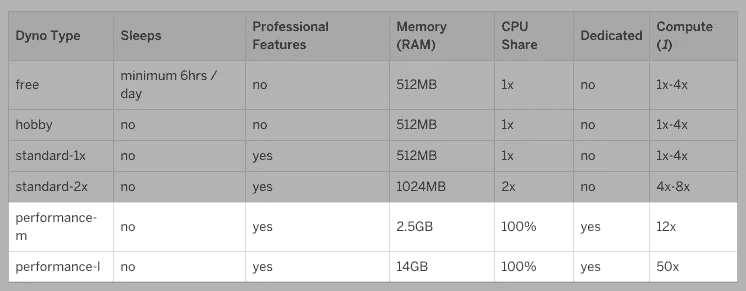 Dyno Type Sleeps Professional Features Memory (RAM) CPU Share Dedicated Compute (1)
free minimum 6hrs / day no 512MB 1x no 1x-4x
hobby no no 512MB 1x no 1x-4x
standard-1x no yes 512MB 1x no 1x-4x
standard-2x no yes 1024MB 2x no 4x-8x
performance-m no yes 2.5GB 100% yes 12x
performance-l no yes 14GB 100% yes 50x